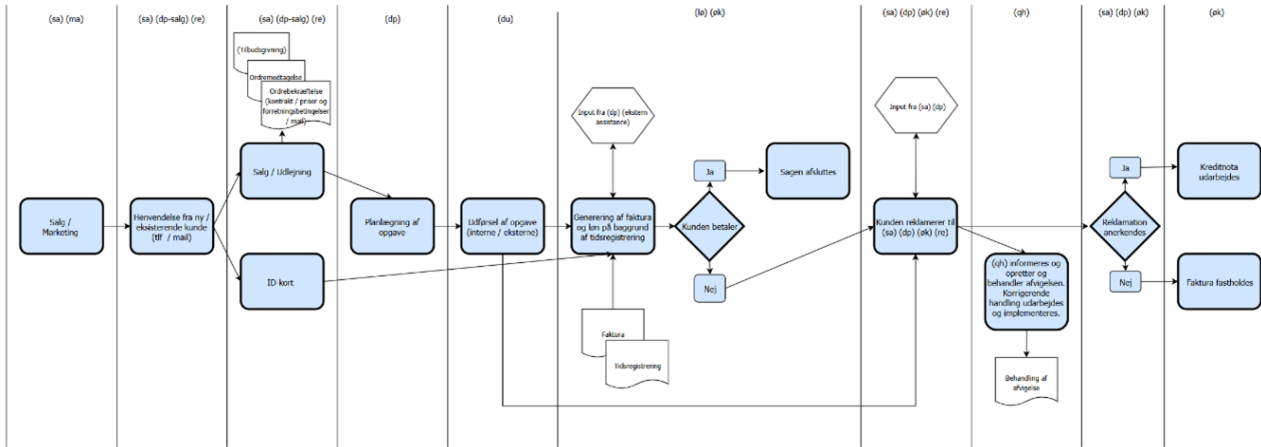 (sa) (ma)
(sa) (dp-salg) (re)
(sa) (dp-salg) (re)
(dp)
(du)
(lø) (øk)
(sa) (dp) (øk) (re)
(qh)
(sa) (dp) (øk)
(øk)
(Tilbudsgivning)
Ordremodtagelse
Ordrebekræftelse
(kontrakt / priser og
forretningsbetingelser
/ mail)
Input fra (dp) (ekstern
assistance)
Input fra (sa) (dp)
Salg / Udlejning
Ja
Sagen afsluttes
Ja
Kreditnota
udarbejdes
Salg /
Marketing
Henvendelse fra ny /
eksisterende kunde
(tlf / mail)
Planlægning af
opgave
Udførsel af opgave
(interne / eksterne)
Generering af faktura
og løn på baggrund
af tidsregistrering
Kunden betaler
Kunden reklamerer til
(sa) (dp) (øk) (re)
Reklamation
anerkendes
ID-kort
Nej
(qh) informeres og
opretter og
behandler afvigelsen.
Korrigerende
handling udarbejdes
og implementeres.
Nej
Faktura fastholdes
Faktura
Tidsregistrering
Behandling af
afvigelse